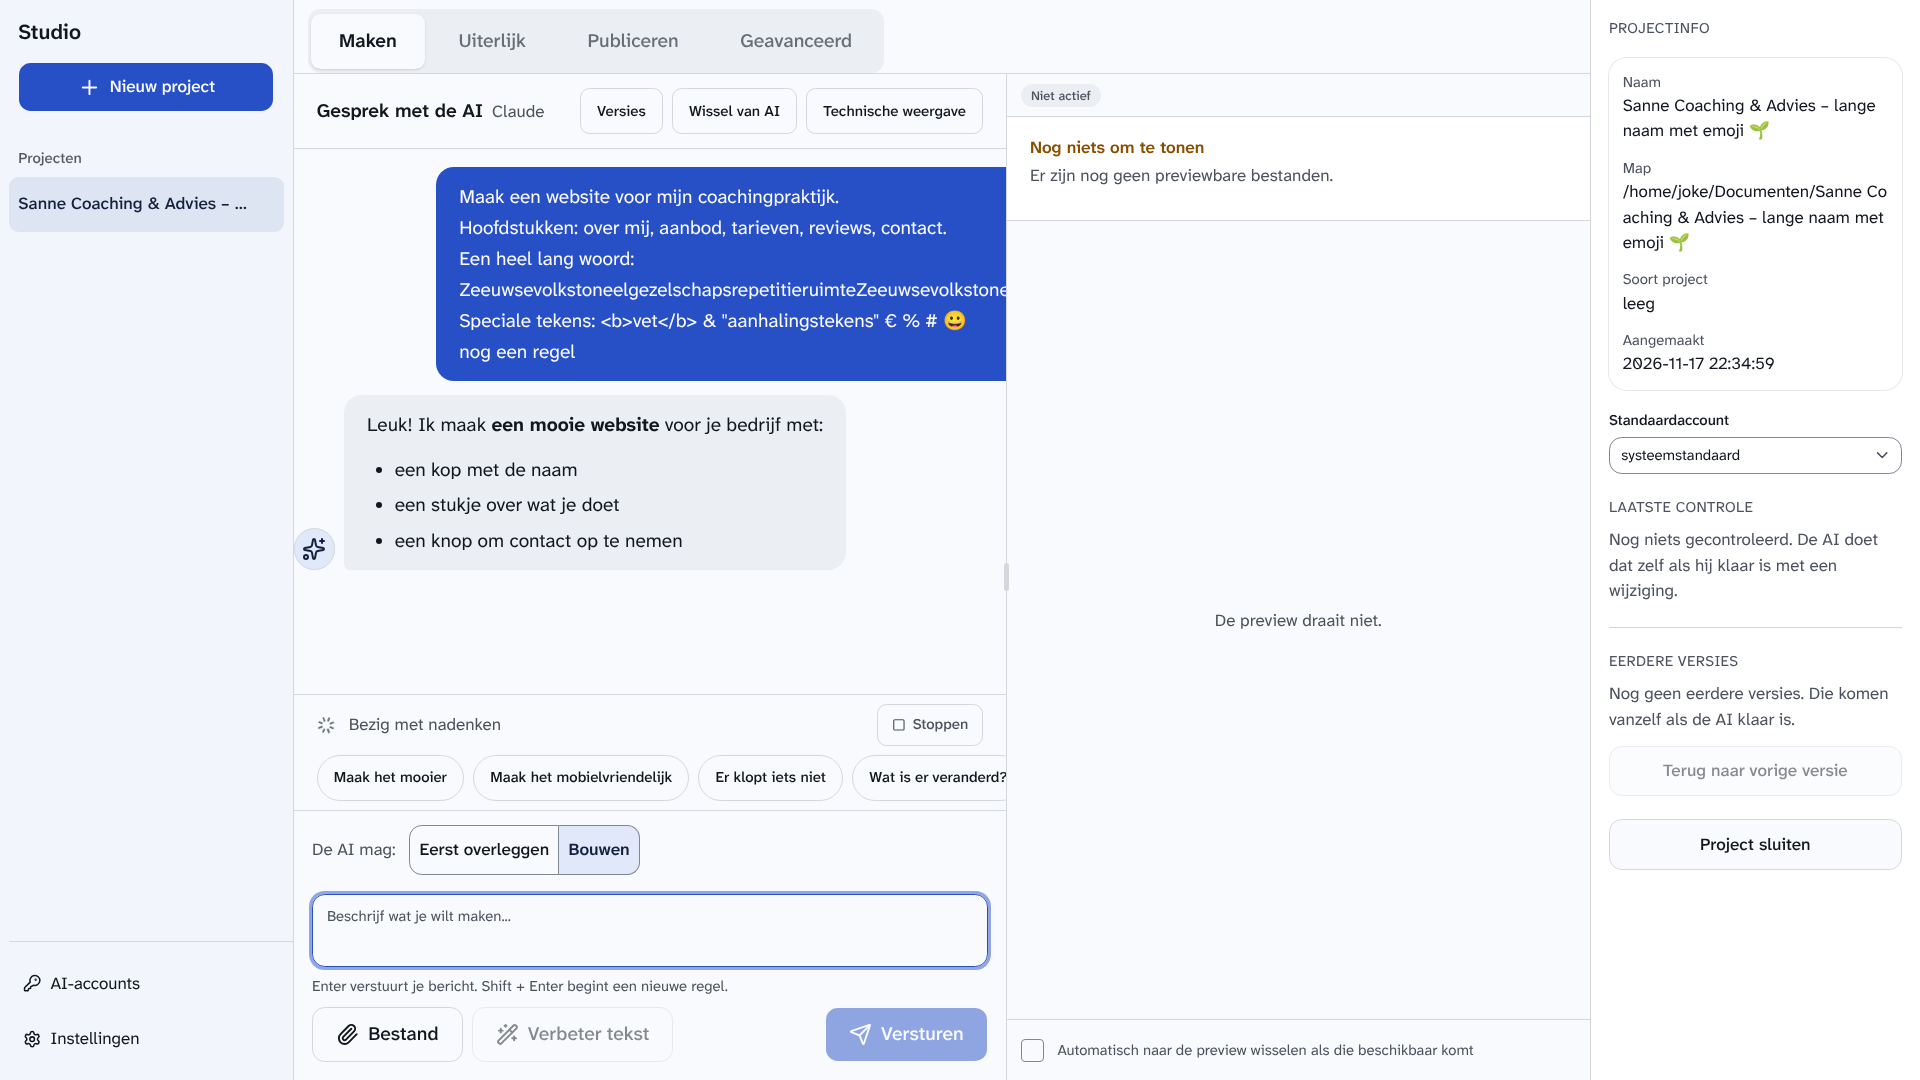 Studio
Nieuw project
Projecten
Sanne Coaching & Advies – ...
AI-accounts
Instellingen
Maken
Uiterlijk
Publiceren
Geavanceerd
Gesprek met de AI Claude
Versies
Wissel van AI
Technische weergave
Maak een website voor mijn coachingpraktijk.
Hoofdstukken: over mij, aanbod, tarieven, reviews, contact.
Een heel lang woord:
ZeeuwsevolkstoneelgezelschapsrepetitieruimteZeeuwsevolkstone
Speciale tekens: <b>vet</b> & "aanhalingstekens" € % # 😀
nog een regel
Leuk! Ik maak een mooie website voor je bedrijf met:
• een kop met de naam
• een stukje over wat je doet
• een knop om contact op te nemen
Bezig met nadenken
Stoppen
Maak het mooier
Maak het mobielvriendelijk
Er klopt iets niet
Wat is er veranderd?
De AI mag:
Eerst overleggen
Bouwen
Beschrijf wat je wilt maken...
Enter verstuurt je bericht. Shift + Enter begint een nieuwe regel.
Bestand
Verbeter tekst
Versturen
Niet actief
Nog niets om te tonen
Er zijn nog geen previewbare bestanden.
De preview draait niet.
Automatisch naar de preview wisselen als die beschikbaar komt
PROJECTINFO
Naam
Sanne Coaching & Advies – lange
naam met emoji 🌱
Map
/home/joke/Documenten/Sanne Co
aching & Advies – lange naam met
emoji 🌱
Soort project
leeg
Aangemaakt
2026-11-17 22:34:59
Standaardaccount
systeemstandaard
LAATSTE CONTROLE
Nog niets gecontroleerd. De AI doet
dat zelf als hij klaar is met een
wijziging.
EERDERE VERSIES
Nog geen eerdere versies. Die komen
vanzelf als de AI klaar is.
Terug naar vorige versie
Project sluiten